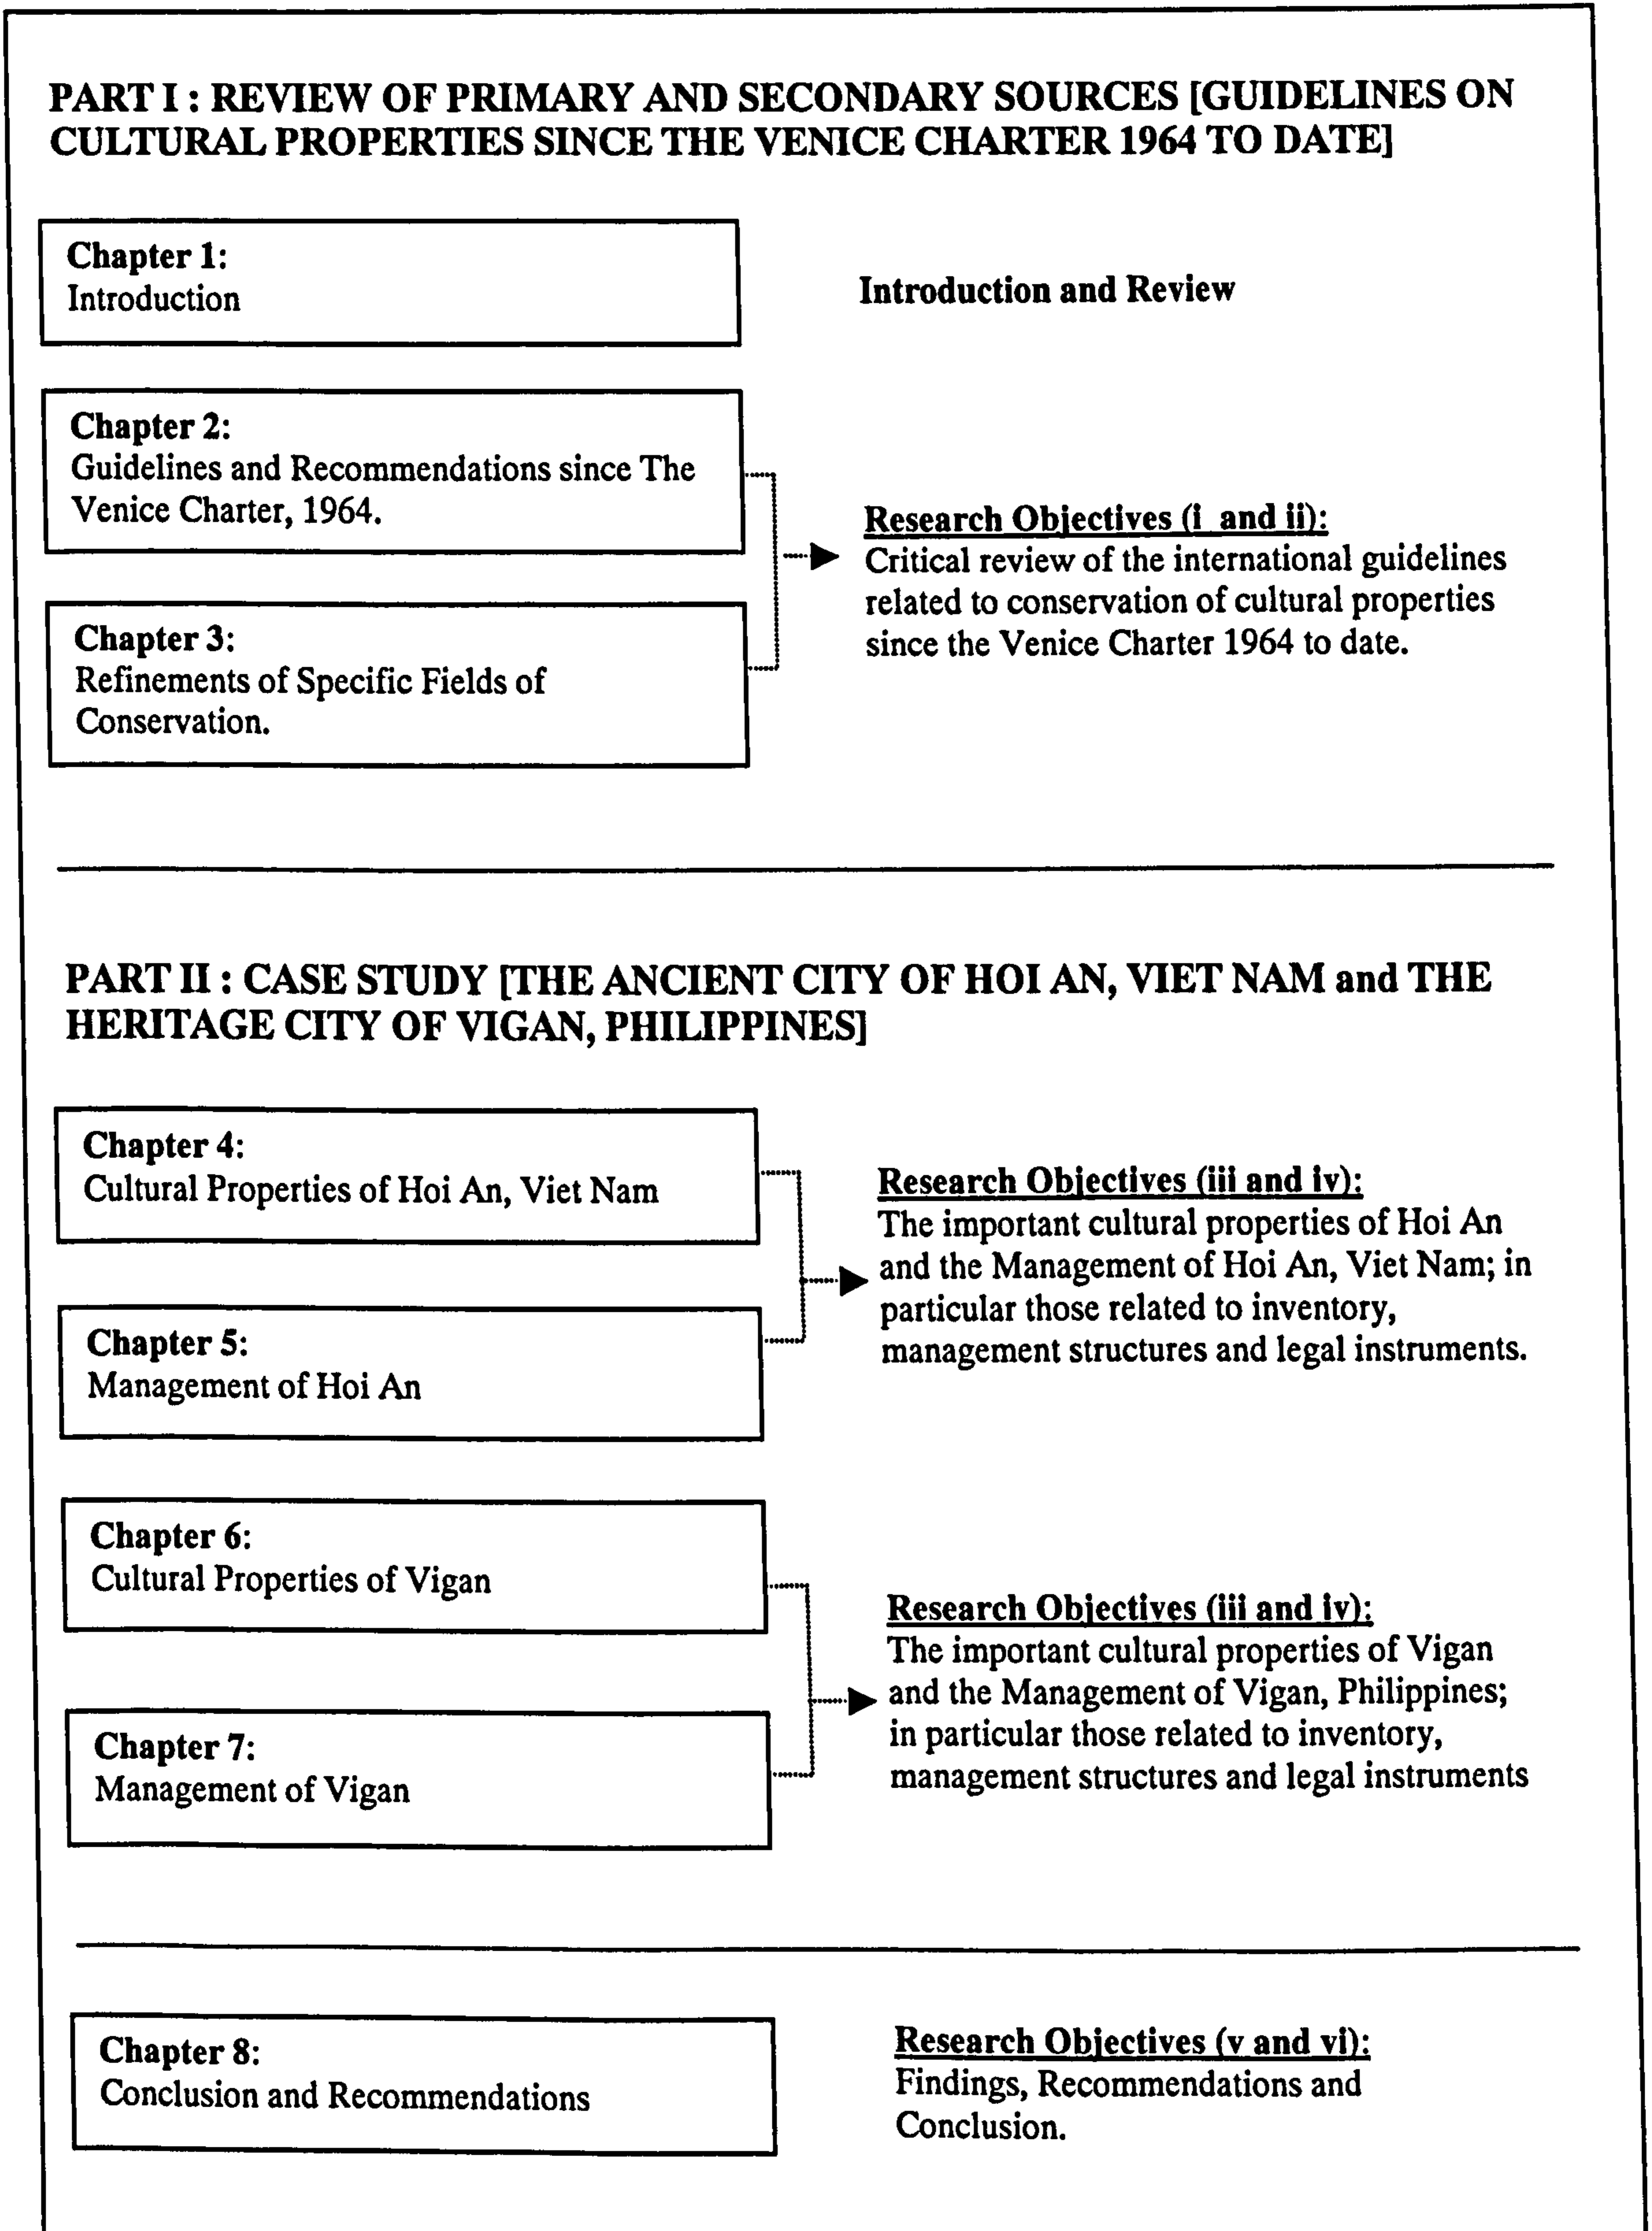 PART I : REVIEW OF PRIMARY AND SECONDARY SOURCES [GUIDELINES ON
CULTURAL PROPERTIES SINCE THE VENICE CHARTER 1964 TO DATE]
Chapter 1:
Introduction
Introduction and Review
Chapter 2:
Guidelines and Recommendations since The
Venice Charter, 1964.
Chapter 3:
Refinements of Specific Fields of
Conservation.
Research Objectives (i and ii):
Critical review of the international guidelines
related to conservation of cultural properties
since the Venice Charter 1964 to date.
PART II : CASE STUDY [THE ANCIENT CITY OF HOI AN, VIET NAM and THE
HERITAGE CITY OF VIGAN, PHILIPPINES]
Chapter 4:
Cultural Properties of Hoi An, Viet Nam
Chapter 5:
Management of Hoi An
Research Objectives (iii and iv):
The important cultural properties of Hoi An
and the Management of Hoi An, Viet Nam; in
particular those related to inventory,
management structures and legal instruments.
Chapter 6:
Cultural Properties of Vigan
Chapter 7:
Management of Vigan
Research Objectives (iii and iv):
The important cultural properties of Vigan
and the Management of Vigan, Philippines;
in particular those related to inventory,
management structures and legal instruments
Chapter 8:
Conclusion and Recommendations
Research Objectives (v and vi):
Findings, Recommendations and
Conclusion.